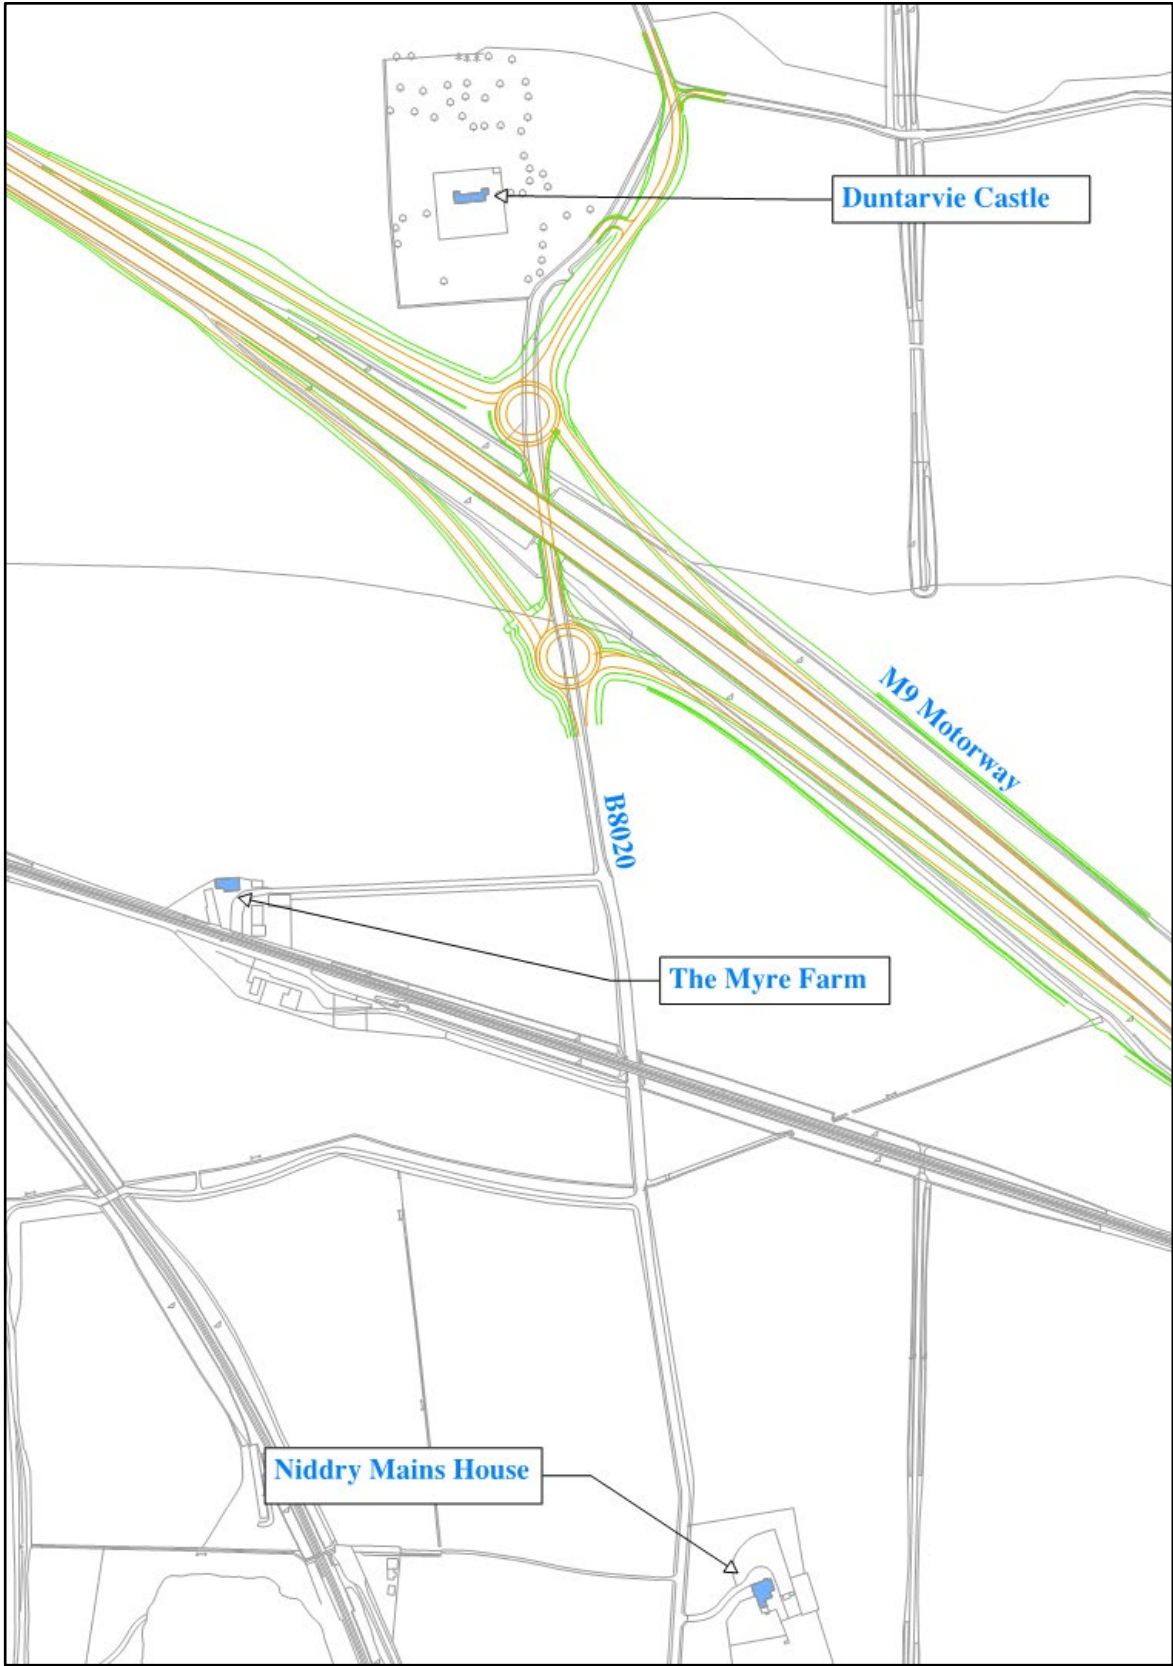 Duntarvie Castle
M9 Motorway
B8020
The Myre Farm
Niddry Mains House